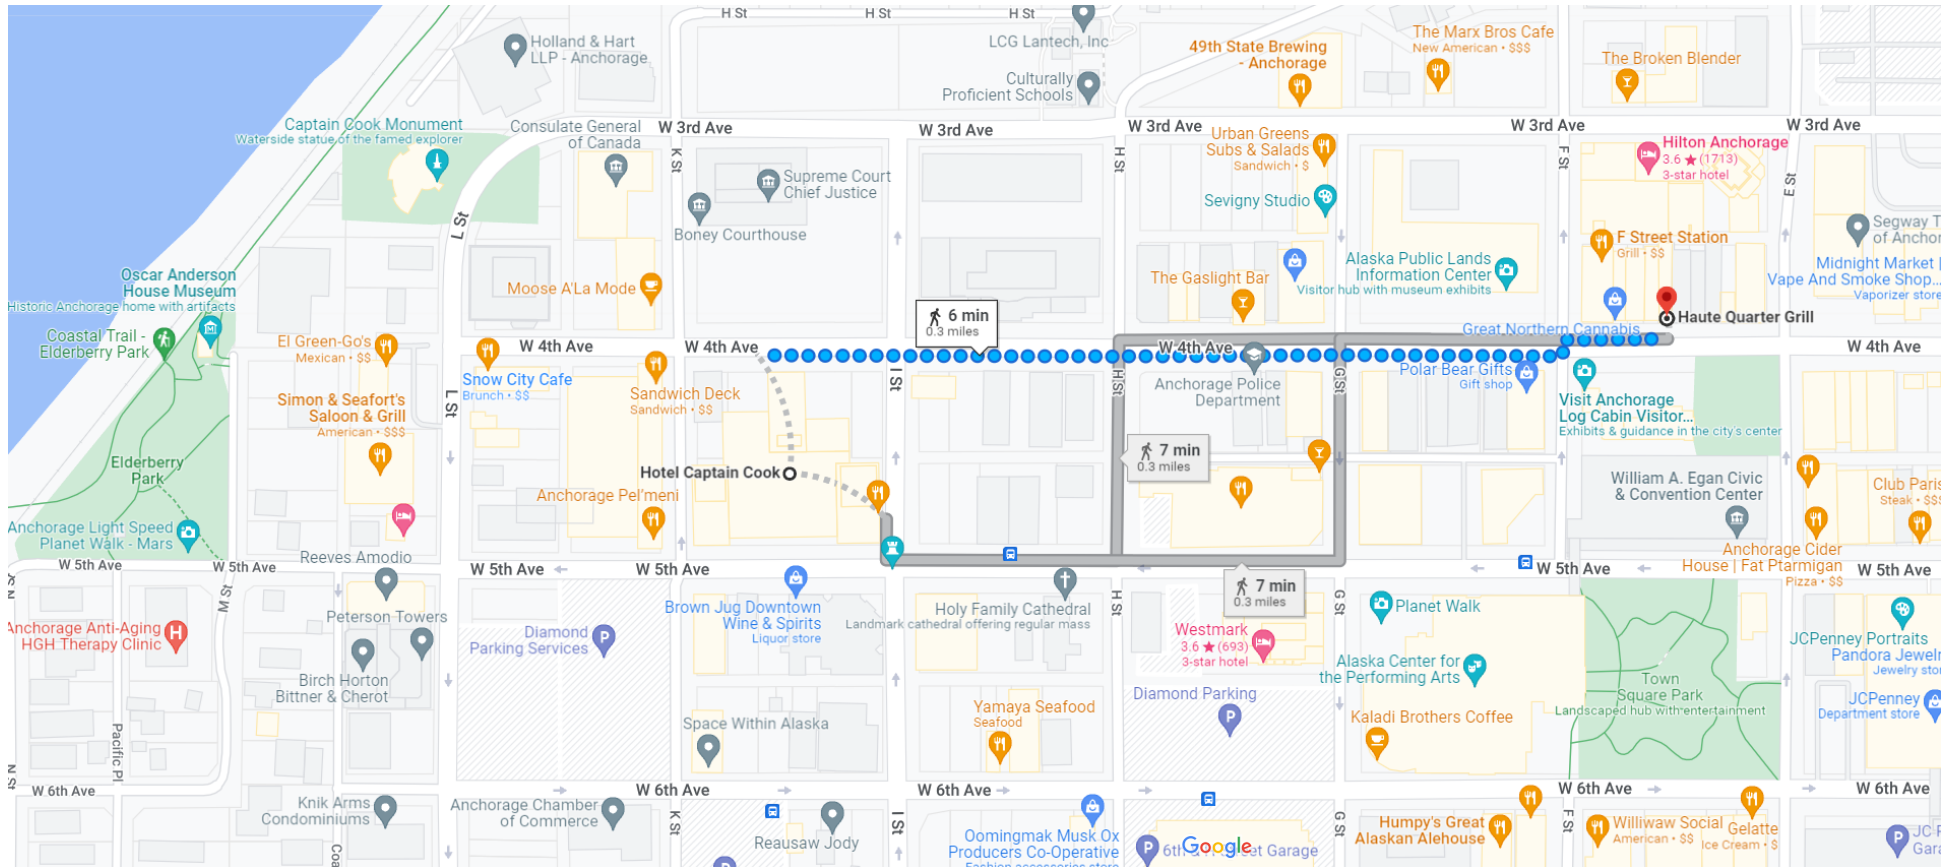 H St
H St
H St
Holland & Hart
LLP - Anchorage
LCG Lantech, Inc
49th State Brewing
- Anchorage
The Marx Bros Cafe
New American • $$$
The Broken Blender
Culturally
Proficient Schools
Captain Cook Monument
Waterside statue of the famed explorer
Consulate General
of Canada
W 3rd Ave
W 3rd Ave
W 3rd Ave
W 3rd Ave
W 3rd Ave
Urban Greens
Subs & Salads
Sandwich • $
Hilton Anchorage
3.6 ★ (1713)
3-star hotel
K St
H St
F St
E St
L St
Supreme Court
Chief Justice
Sevigny Studio
Boney Courthouse
Segway T
of Anchor
F Street Station
Grill • $$
Oscar Anderson
House Museum
Historic Anchorage home with artifacts
Moose A'La Mode
The Gaslight Bar
Alaska Public Lands
Information Center
Visitor hub with museum exhibits
Midnight Market |
Vape And Smoke Shop...
Vaporizer store
6 min
0.3 miles
Haute Quarter Grill
Great Northern Cannabis
Coastal Trail -
Elderberry Park
El Green-Go's
Mexican • $$
W 4th Ave
W 4th Ave
W 4th Ave
W 4th Ave
Snow City Cafe
Brunch • $$
Sandwich Deck
Sandwich • $$
I St
H St
G St
Anchorage Police
Department
Polar Bear Gifts
Gift shop
Visit Anchorage
Log Cabin Visitor...
Exhibits & guidance in the city's center
Simon & Seafort's
Saloon & Grill
American • $$$
L St
Elderberry
Park
Hotel Captain Cook
7 min
0.3 miles
William A. Egan Civic
& Convention Center
Club Paris
Steak • $$$
Anchorage Pel'meni
Anchorage Light Speed
Planet Walk - Mars
Reeves Amodio
Anchorage Cider
House | Fat Ptarmigan
Pizza • $$
W 5th Ave
W 5th Ave
W 5th Ave
W 5th Ave
W 5th Ave
W 5th Ave
N St
M St
7 min
0.3 miles
H St
G St
Brown Jug Downtown
Wine & Spirits
Liquor store
Holy Family Cathedral
Landmark cathedral offering regular mass
Planet Walk
Peterson Towers
Anchorage Anti-Aging
HGH Therapy Clinic
Diamond
Parking Services
Westmark
3.6 ★ (693)
3-star hotel
JCPenney Portraits
Pandora Jewelr
Jewelry stor
Alaska Center for
the Performing Arts
Birch Horton
Bittner & Cherot
Town
Square Park
Landscaped hub with entertainment
Diamond Parking
JCPenney
Department store
Space Within Alaska
Yamaya Seafood
Seafood
Kaladi Brothers Coffee
Pacific Pl
N St
W 6th Ave
W 6th Ave
W 6th Ave
W 6th Ave
W 6th Ave
Knik Arms
Condominiums
Anchorage Chamber
of Commerce
K St
I St
G St
F St
Reausaw Jody
Oomingmak Musk Ox
Producers Co-Operative
Fashion accessories store
Google
Humpy's Great
Alaskan Alehouse
Williwaw Social
American • $$
Gelatte
Ice Cream • $
JC P
Gara
Coa